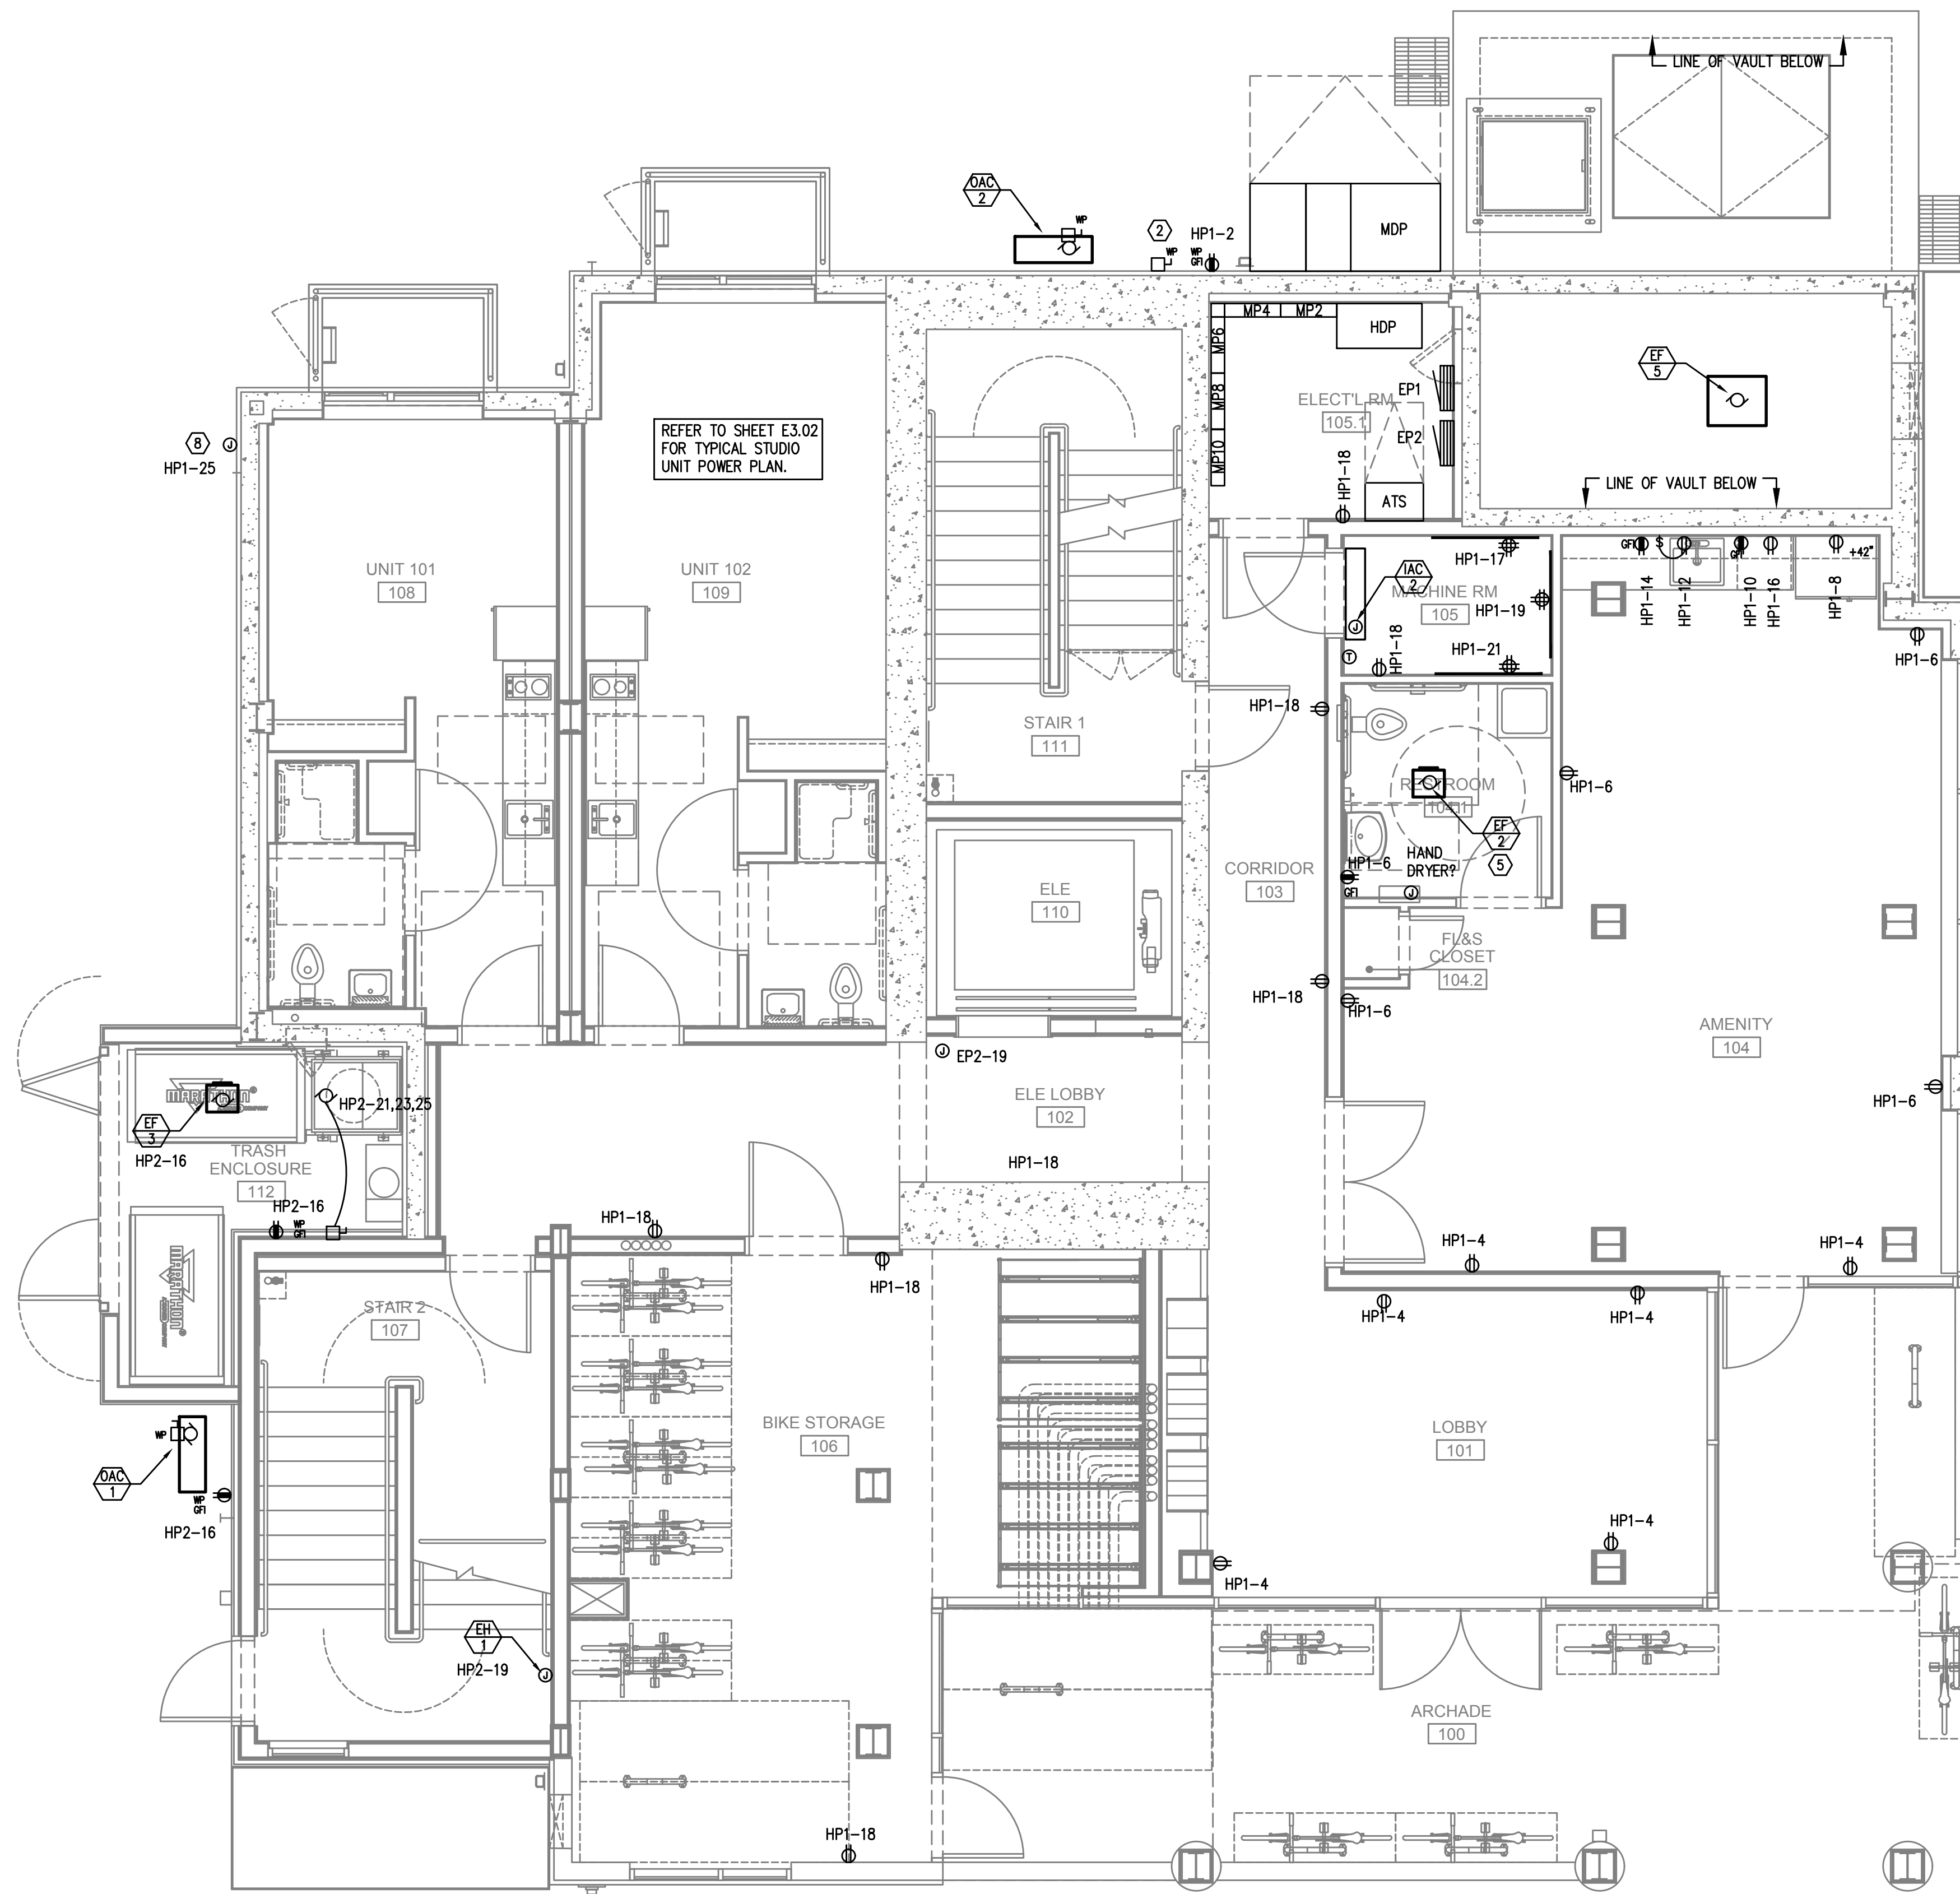 LINE OF VAULT BELOW
OAC
2
WP
2
HP1-2
WP
WP
GFI
MDP
MP4
MP2
HDP
MP6
MP8
MP10
EP1
ELECT'L RM
105.1
EP2
HP1-18
ATS
EF
5
LINE OF VAULT BELOW
8
HP1-25
REFER TO SHEET E3.02
FOR TYPICAL STUDIO
UNIT POWER PLAN.
UNIT 101
108
UNIT 102
109
HP1-17
IAC
2
MACHINE RM
105
HP1-19
HP1-21
HP1-18
J
T
GFI
$
GFI
+42"
HP1-14
HP1-12
HP1-10
HP1-16
HP1-8
HP1-6
STAIR 1
111
HP1-18
RESTROOM
104.1
HP1-6
EF
2
5
HAND
DRYER?
HP1-6
GFI
J
CORRIDOR
103
ELE
110
FL&S
CLOSET
104.2
HP1-18
HP1-6
AMENITY
104
J
EP2-19
ELE LOBBY
102
HP1-6
MARATHON
HP2-21,23,25
EF
3
HP2-16
TRASH
ENCLOSURE
112
HP2-16
WP
GFI
MARATHON
HP1-18
HP1-18
HP1-18
HP1-4
HP1-4
HP1-4
HP1-4
STAIR 2
107
BIKE STORAGE
106
LOBBY
101
WP
OAC
1
WP
GFI
HP2-16
HP1-4
HP1-4
EH
1
HP2-19
J
ARCHADE
100
HP1-18